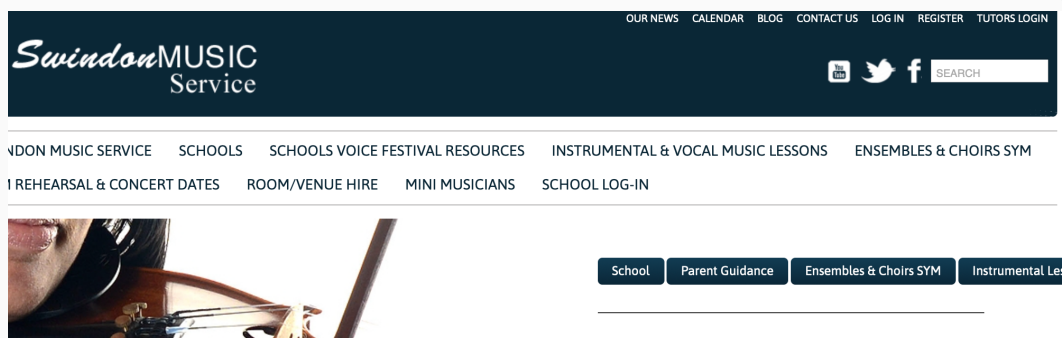 OUR NEWS CALENDAR BLOG CONTACT US LOG IN REGISTER TUTORS LOGIN
SwindonMUSIC
Service
You Tube
SEARCH
NDON MUSIC SERVICE SCHOOLS SCHOOLS VOICE FESTIVAL RESOURCES INSTRUMENTAL & VOCAL MUSIC LESSONS ENSEMBLES & CHOIRS SYM
REHEARSAL & CONCERT DATES ROOM/VENUE HIRE MINI MUSICIANS SCHOOL LOG-IN
School Parent Guidance Ensembles & Choirs SYM Instrumental Les